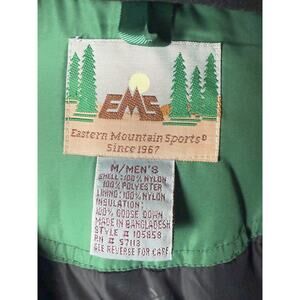 EMS
Eastern Mountain Sports®
Since 1967
M/MEN'S
SHELL: 100% NYLON
100% POLYESTER
LINING: 100% NYLON
INSULATION:
100% GOOSE DOWN
MADE IN BANGLADESH
STYLE # 105658
RN # 57113
SEE REVERSE FOR CARE